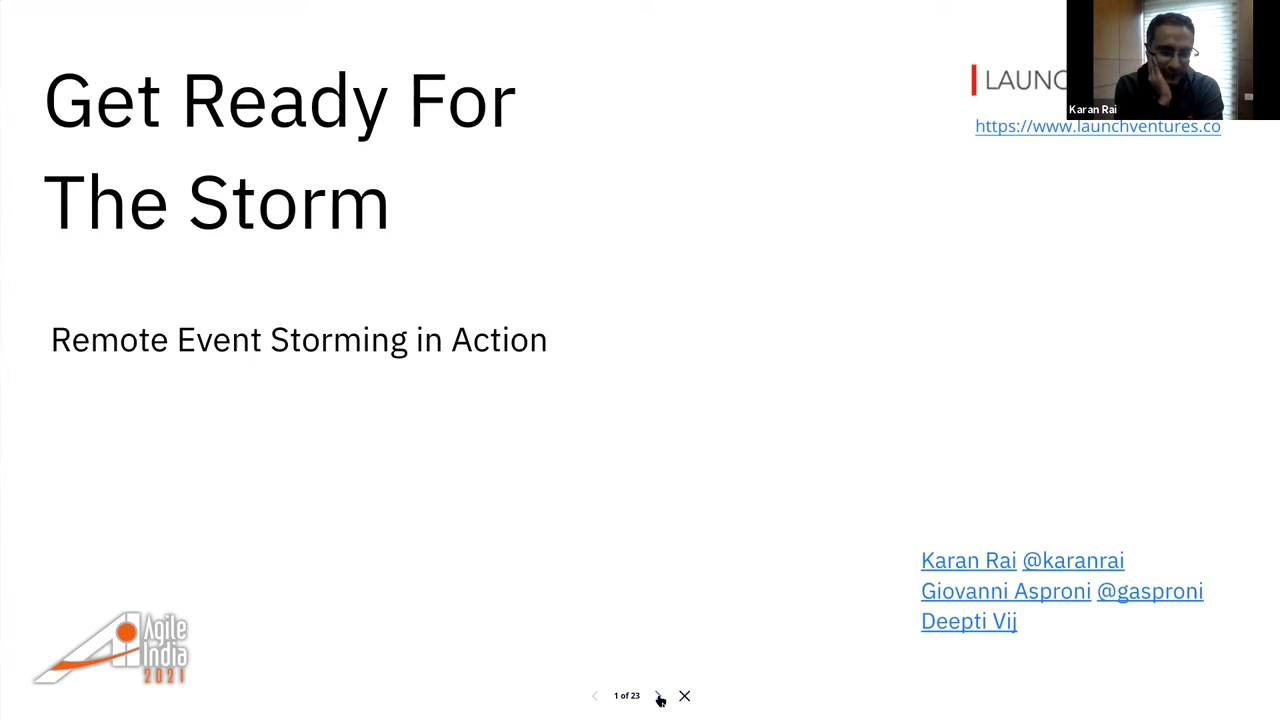 Get Ready For
The Storm
Remote Event Storming in Action
LAUNC
Karan Rai
https://www.launchventures.co
Karan Rai @karanrai
Giovanni Asproni @gasproni
Deepti Vij
Agile
India
2021
1 of 23